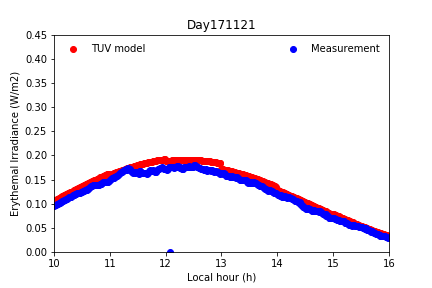 Day171121
TUV model
Measurement
0.45
0.40
0.35
0.30
0.25
0.20
0.15
0.10
0.05
0.00
Erythemal Irradiance (W/m2)
10 11 12 13 14 15 16
Local hour (h)